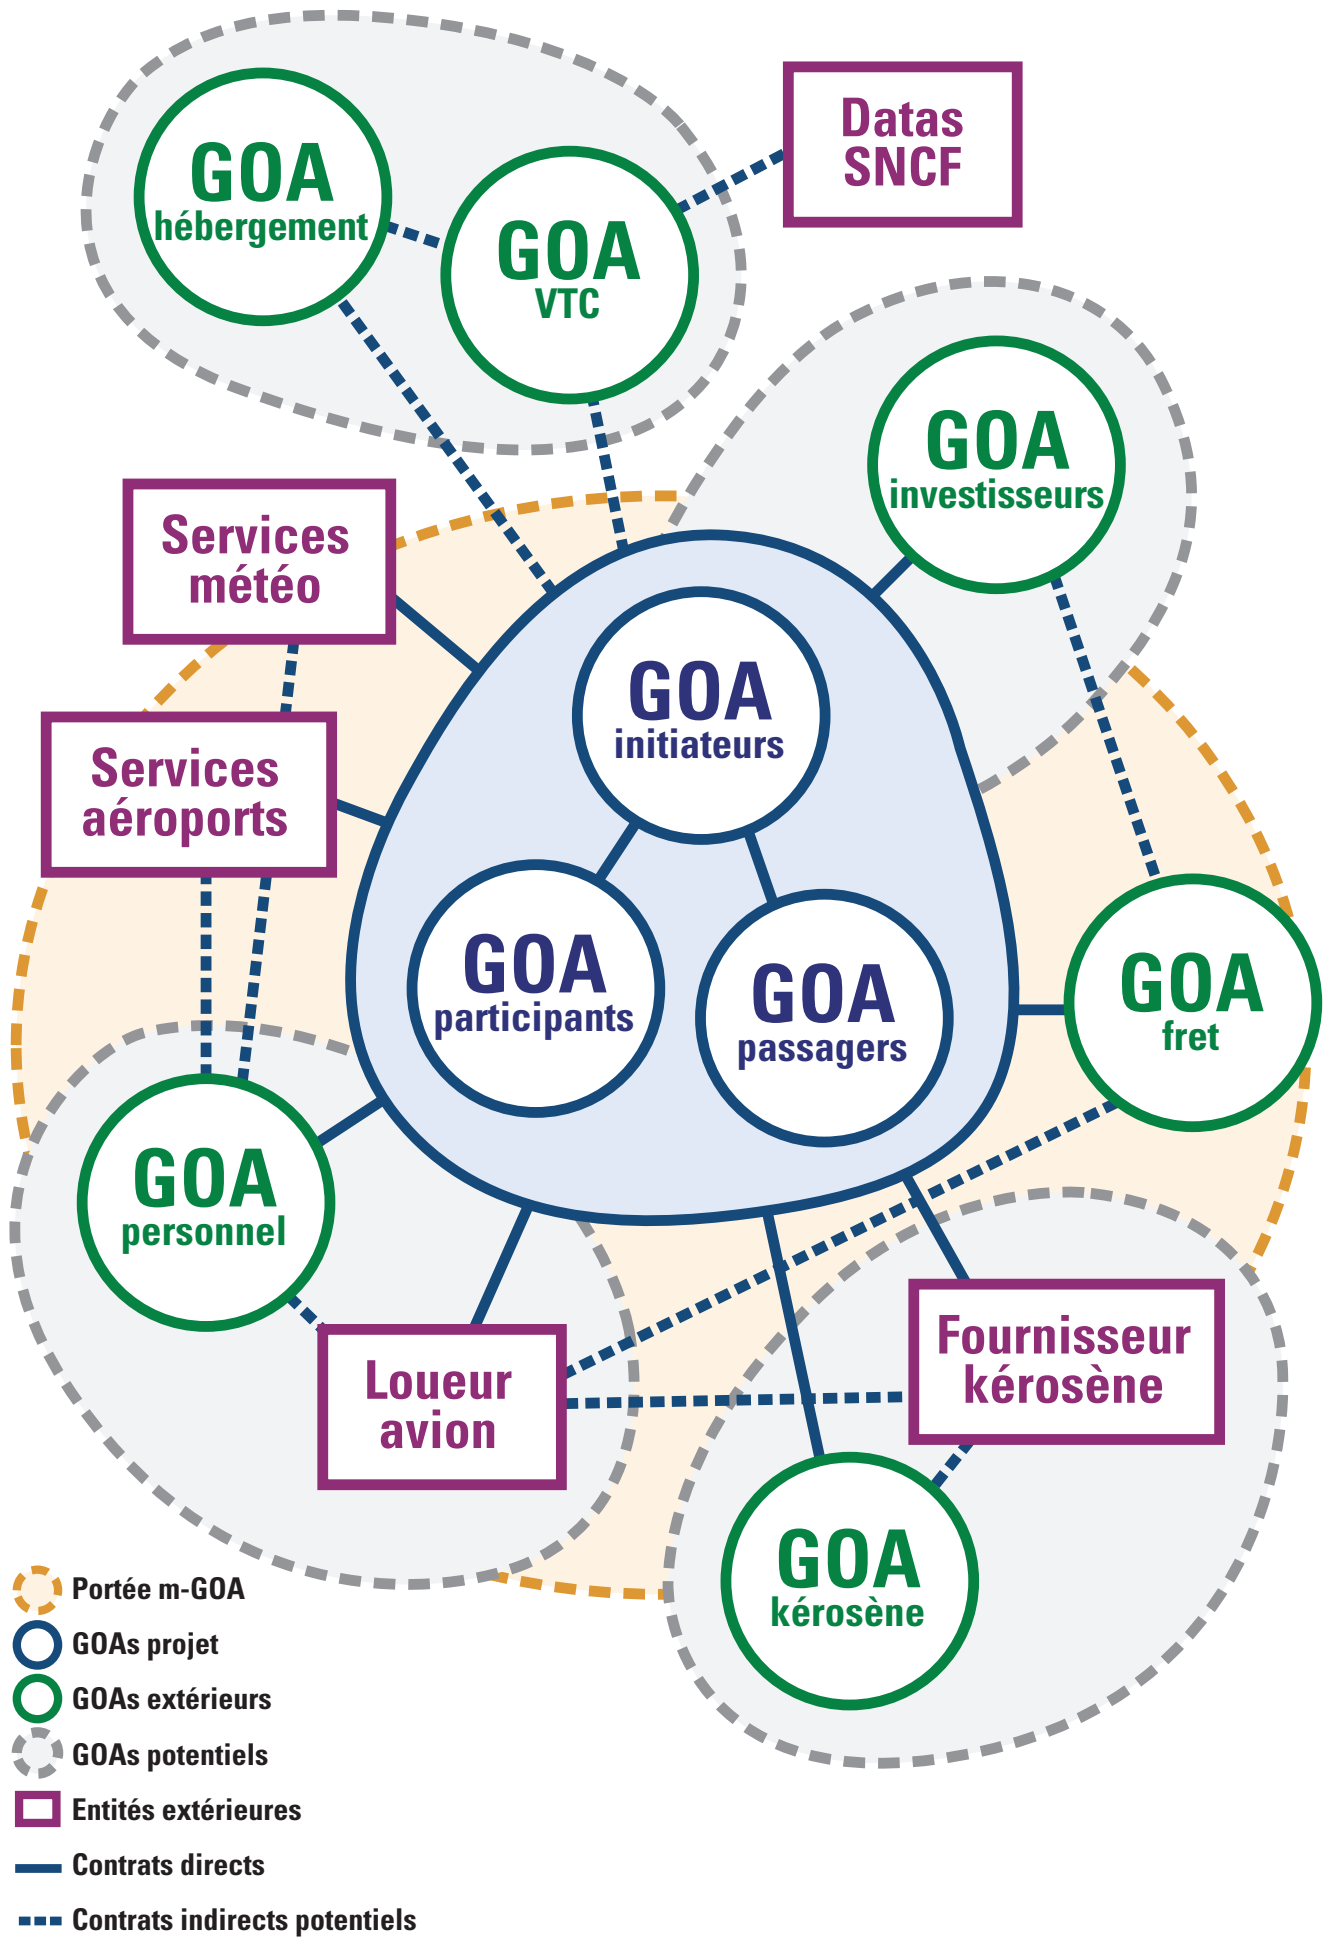 GOA
hébergement
GOA
VTC
Datas
SNCF
GOA
investisseurs
Services
météo
GOA
initiateurs
Services
aéroports
GOA
participants
GOA
passagers
GOA
fret
GOA
personnel
Loueur
avion
Fournisseur
kérosène
GOA
kérosène
Portée m-GOA
GOAs projet
GOAs extérieurs
GOAs potentiels
Entités extérieures
Contrats directs
Contrats indirects potentiels